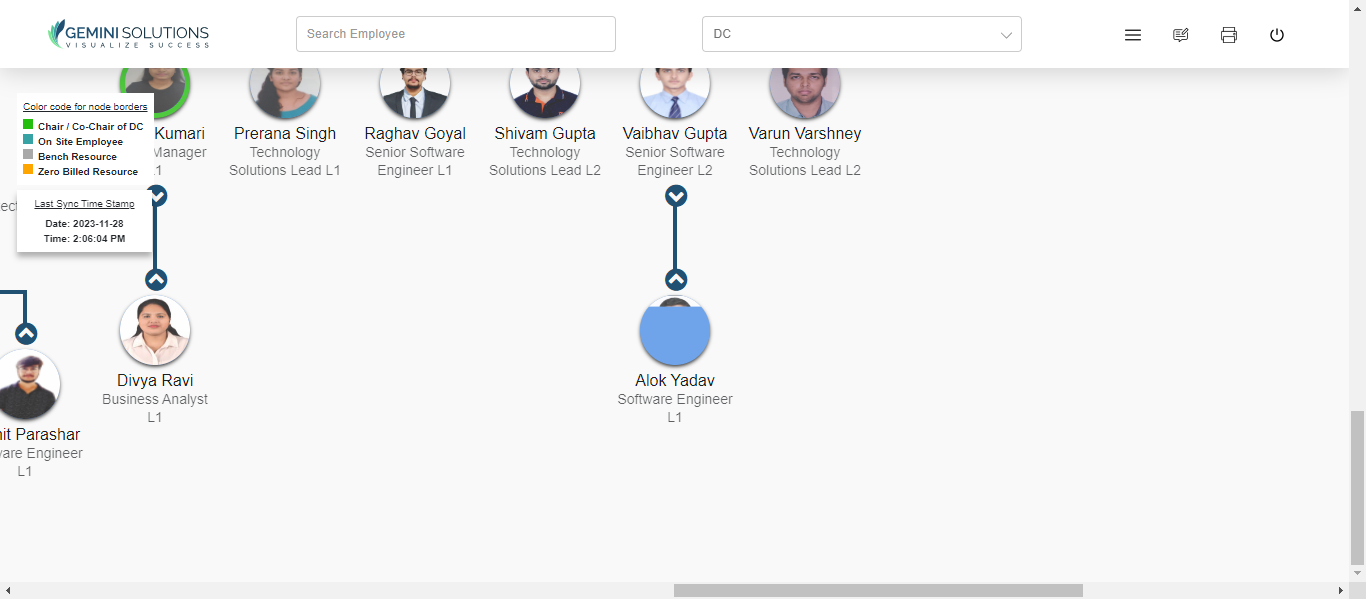 GEMINI SOLUTIONS
VISUALIZE SUCCESS
Search Employee
DC
Color code for node borders
Chair / Co-Chair of DC
On Site Employee
Bench Resource
Zero Billed Resource
Last Sync Time Stamp
Date: 2023-11-28
Time: 2:06:04 PM
Kumari
Manager
Prerana Singh
Technology
Solutions Lead L1
Raghav Goyal
Senior Software
Engineer L1
Shivam Gupta
Technology
Solutions Lead L2
Vaibhav Gupta
Senior Software
Engineer L2
Varun Varshney
Technology
Solutions Lead L2
Divya Ravi
Business Analyst
L1
Alok Yadav
Software Engineer
L1
Parashar
Engineer
L1